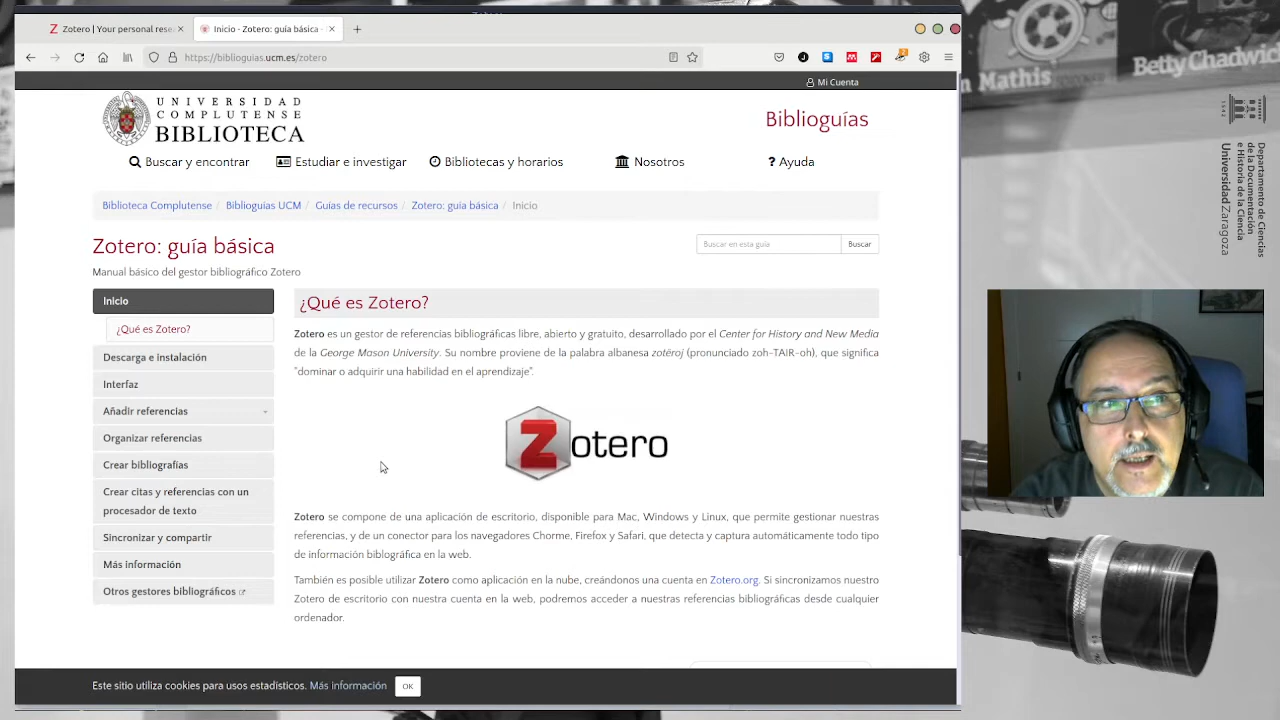 Zotero | Your personal rese
Inicio - Zotero: guía básica -
https://biblioguias.ucm.es/zotero
Mi Cuenta
UNIVERSIDAD
COMPLUTENSE
BIBLIOTECA
Biblioguías
Buscar y encontrar
Estudiar e investigar
Bibliotecas y horarios
Nosotros
? Ayuda
Biblioteca Complutense / Biblioguías UCM / Guías de recursos / Zotero: guia básica / Inicio
Zotero: guía básica
Buscar en esta guía
Buscar
Manual básico del gestor bibliográfico Zotero
Inicio
¿Qué es Zotero?
Descarga e instalación
Interfaz
Añadir referencias
Organizar referencias
Crear bibliografías
Crear citas y referencias con un
procesador de texto
Sincronizar y compartir
Más información
Otros gestores bibliográficos
¿Qué es Zotero?
Zotero es un gestor de referencias bibliográficas libre, abierto y gratuito, desarrollado por el Center for History and New Media
de la George Mason University. Su nombre proviene de la palabra albanesa zotëroj (pronunciado zoh-TAIR-oh), que significa
"dominar o adquirir una habilidad en el aprendizaje".
Zotero
Zotero se compone de una aplicación de escritorio, disponible para Mac, Windows y Linux, que permite gestionar nuestras
referencias, y de un conector para los navegadores Chorme, Firefox y Safari, que detecta y captura automáticamente todo tipo
de información biblográfica en la web.
También es posible utilizar Zotero como aplicación en la nube, creándonos una cuenta en Zotero.org. Si sincronizamos nuestro
Zotero de escritorio con nuestra cuenta en la web, podremos acceder a nuestras referencias bibliográficas desde cualquier
ordenador.
Este sitio utiliza cookies para usos estadísticos. Más información
OK
Mathis
Betty Chadwi
1542
Departamento de Ciencias
de la Documentación
e Historia de la Ciencia
Universidad Zaragoza